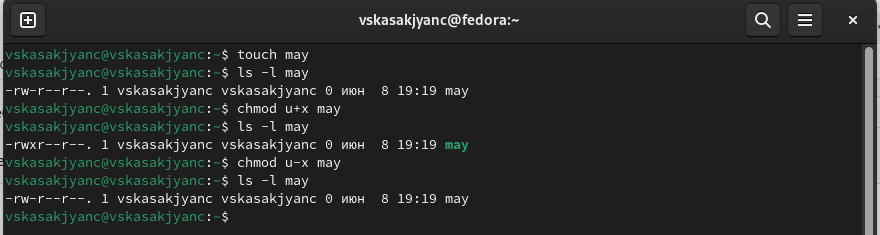 vskasakjyanc@fedora:~
vskasakjyanc@vskasakjyanc:~$ touch may
vskasakjyanc@vskasakjyanc:~$ ls -l may
-rw-r--r--. 1 vskasakjyanc vskasakjyanc 0 июн  8 19:19 may
vskasakjyanc@vskasakjyanc:~$ chmod u+x may
vskasakjyanc@vskasakjyanc:~$ ls -l may
-rwxr--r--. 1 vskasakjyanc vskasakjyanc 0 июн  8 19:19 may
vskasakjyanc@vskasakjyanc:~$ chmod u-x may
vskasakjyanc@vskasakjyanc:~$ ls -l may
-rw-r--r--. 1 vskasakjyanc vskasakjyanc 0 июн  8 19:19 may
vskasakjyanc@vskasakjyanc:~$